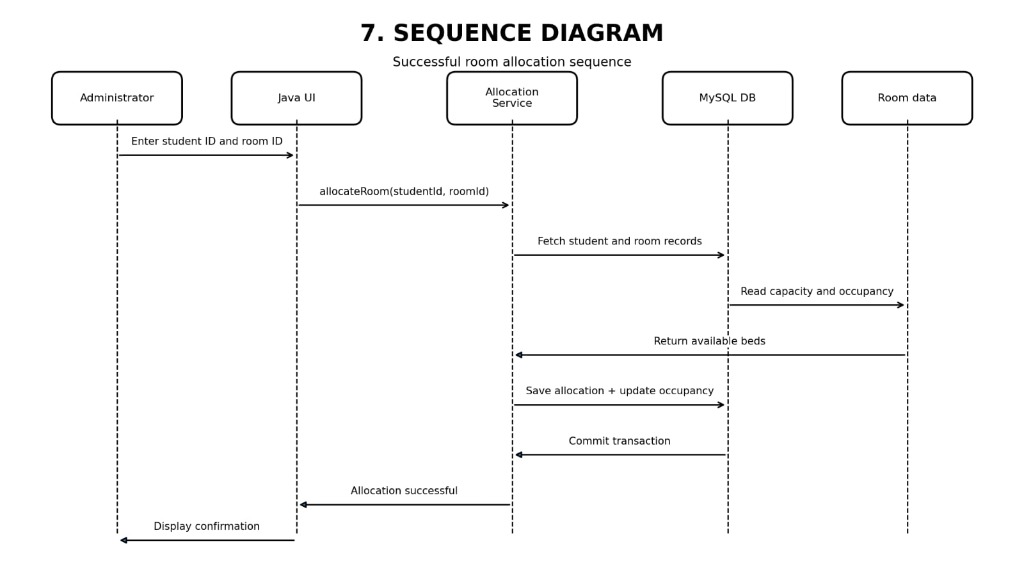 7. SEQUENCE DIAGRAM
Successful room allocation sequence
Administrator
Java UI
Allocation
Service
MySQL DB
Room data
Enter student ID and room ID
allocateRoom(studentId, roomId)
Fetch student and room records
Read capacity and occupancy
Return available beds
Save allocation + update occupancy
Commit transaction
Allocation successful
Display confirmation